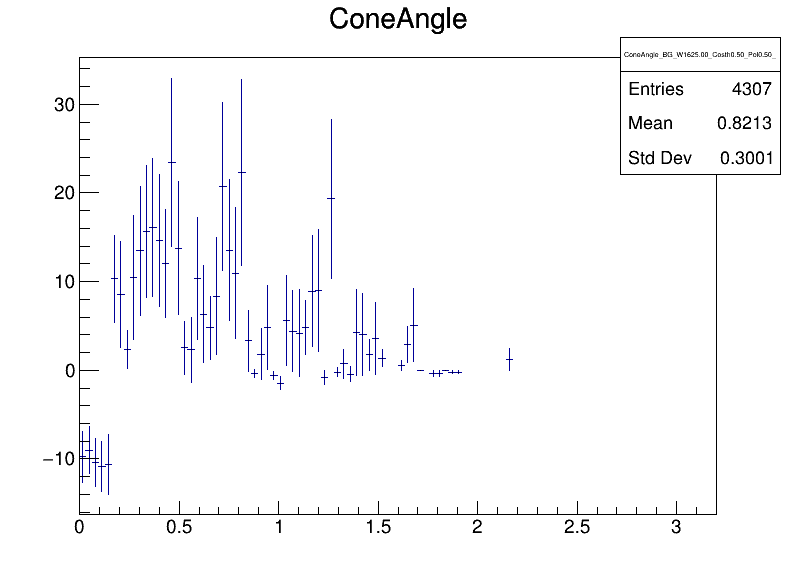 ConeAngle
ConeAngle_BG_W1625.00_Costh0.50_Pol0.50_
Entries 4307
Mean 0.8213
Std Dev 0.3001
30
20
10
0
−10
0 0.5 1 1.5 2 2.5 3